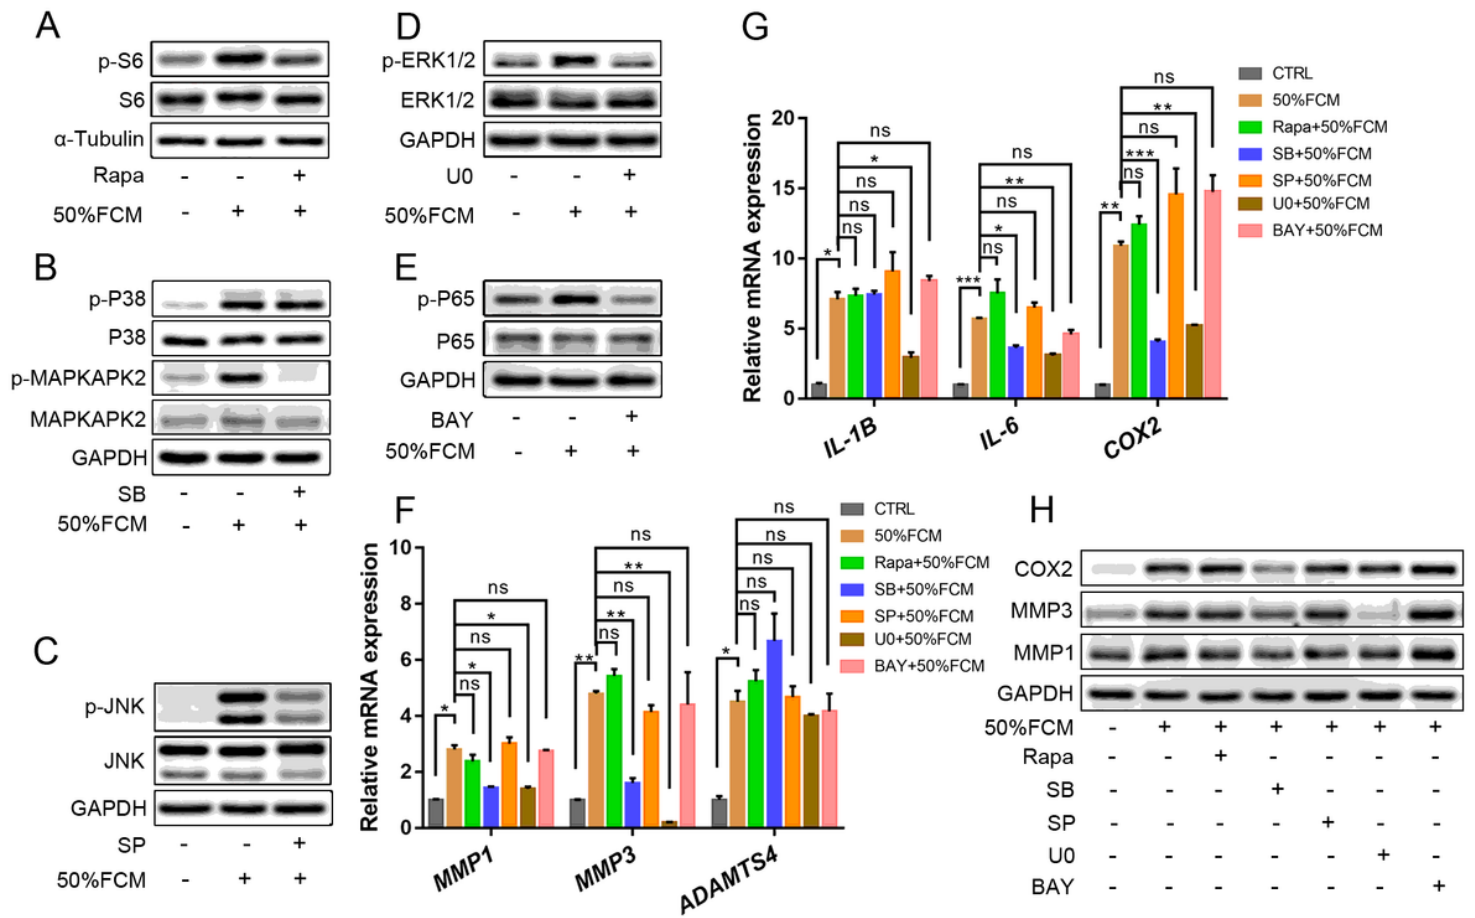 A
p-S6
S6
α-Tubulin
Rapa - - +
50%FCM - + +
B
p-P38
P38
p-MAPKAPK2
MAPKAPK2
GAPDH
SB - - +
50%FCM - + +
C
p-JNK
JNK
GAPDH
SP - - +
50%FCM - + +
D
p-ERK1/2
ERK1/2
GAPDH
U0 - - +
50%FCM - + +
E
p-P65
P65
GAPDH
BAY - - +
50%FCM - + +
F
Relative mRNA expression
10
8
6
4
2
0
* ns * ns * ns
** ns ** ns ** ns
* ns ns ns ns ns
MMP1 MMP3 ADAMTS4
CTRL
50%FCM
Rapa+50%FCM
SB+50%FCM
SP+50%FCM
U0+50%FCM
BAY+50%FCM
G
Relative mRNA expression
20
15
10
5
0
* ns ns ns * ns
*** ns * ns ** ns
** ns *** ns ** ns
IL-1B IL-6 COX2
CTRL
50%FCM
Rapa+50%FCM
SB+50%FCM
SP+50%FCM
U0+50%FCM
BAY+50%FCM
H
COX2
MMP3
MMP1
GAPDH
50%FCM - + + + + + +
Rapa - - + - - - -
SB - - - + - - -
SP - - - - + - -
U0 - - - - - + -
BAY - - - - - - +